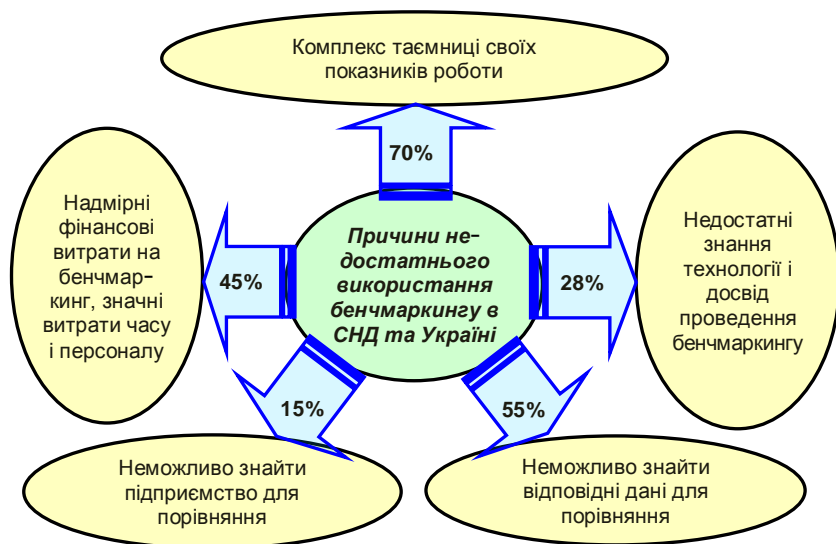 Комплекс таємниці своїх
показників роботи
70%
Надмірні
фінансові
витрати на
бенчмар-
кинг, значні
витрати часу
і персоналу
45%
Причини не-
достатнього
використання
бенчмаркингу в
СНД та Україні
28%
Недостатні
знання
технології і
досвід
проведення
бенчмаркингу
15%
55%
Неможливо знайти
підприємство для
порівняння
Неможливо знайти
відповідні дані для
порівняння